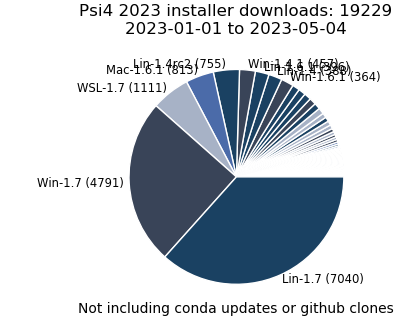 Psi4 2023 installer downloads: 19229
2023-01-01 to 2023-05-04
Lin-1.4rc2 (755)
Win-1.4.1 (457)
Mac-1.6.1 (813)
Win-1.6.1 (364)
WSL-1.7 (1111)
Win-1.7 (4791)
Lin-1.7 (7040)
Not including conda updates or github clones